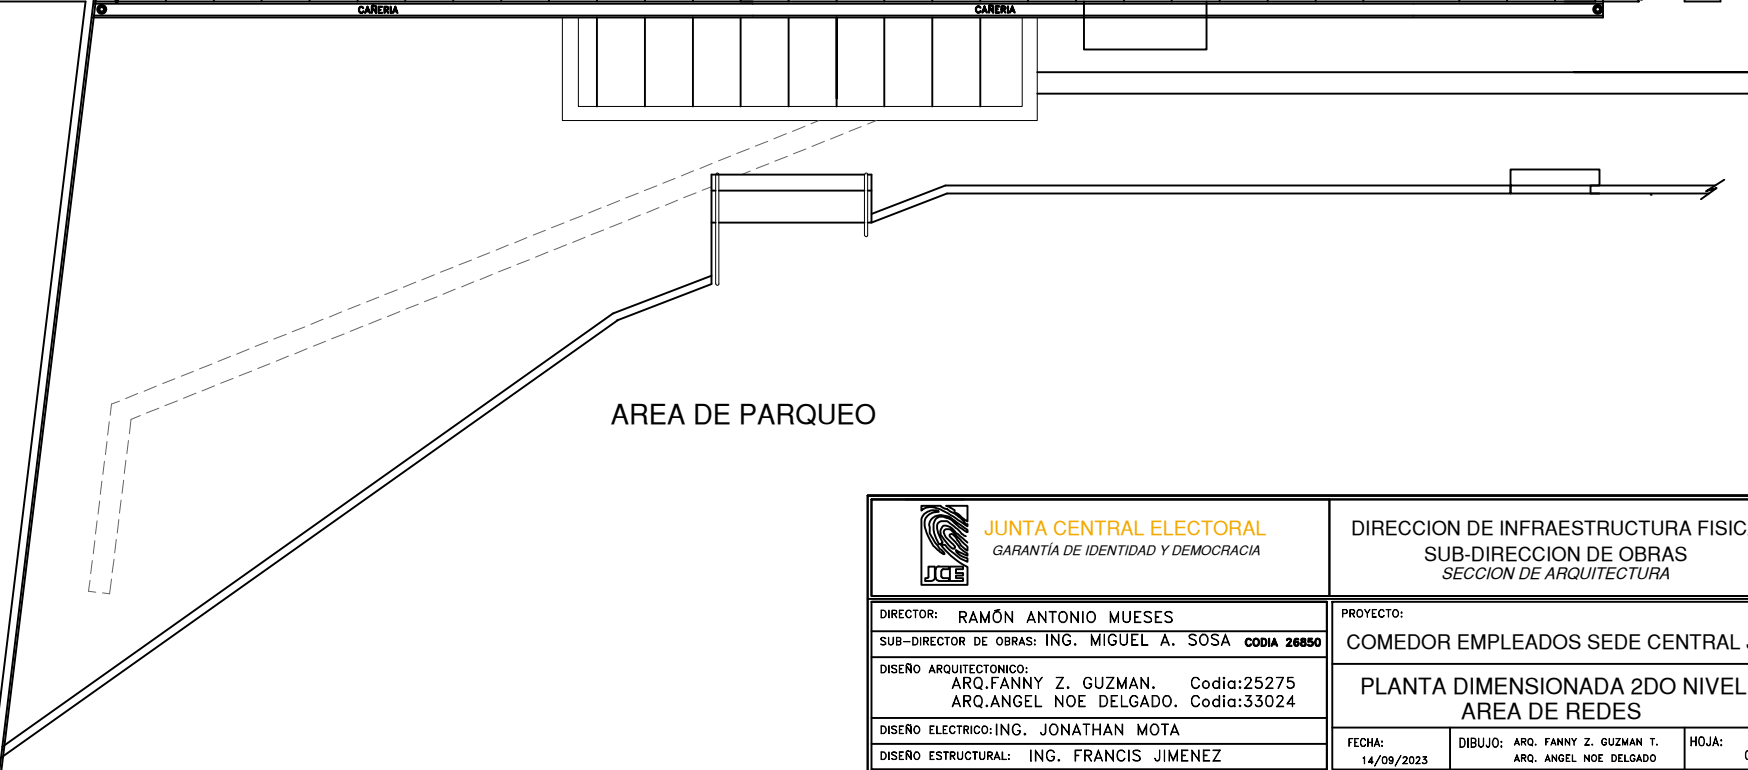 CAÑERIA
CAÑERIA
AREA DE PARQUEO
JCE
JUNTA CENTRAL ELECTORAL
GARANTÍA DE IDENTIDAD Y DEMOCRACIA
DIRECCION DE INFRAESTRUCTURA FISIC
SUB-DIRECCION DE OBRAS
SECCION DE ARQUITECTURA
DIRECTOR: RAMÓN ANTONIO MUESES
SUB-DIRECTOR DE OBRAS: ING. MIGUEL A. SOSA CODIA 26850
DISEÑO ARQUITECTONICO:
ARQ.FANNY Z. GUZMAN. Codia:25275
ARQ.ANGEL NOE DELGADO. Codia:33024
DISEÑO ELECTRICO: ING. JONATHAN MOTA
DISEÑO ESTRUCTURAL: ING. FRANCIS JIMENEZ
PROYECTO:
COMEDOR EMPLEADOS SEDE CENTRAL
PLANTA DIMENSIONADA 2DO NIVEL
AREA DE REDES
FECHA:
14/09/2023
DIBUJO: ARQ. FANNY Z. GUZMAN T.
ARQ. ANGEL NOE DELGADO
HOJA: